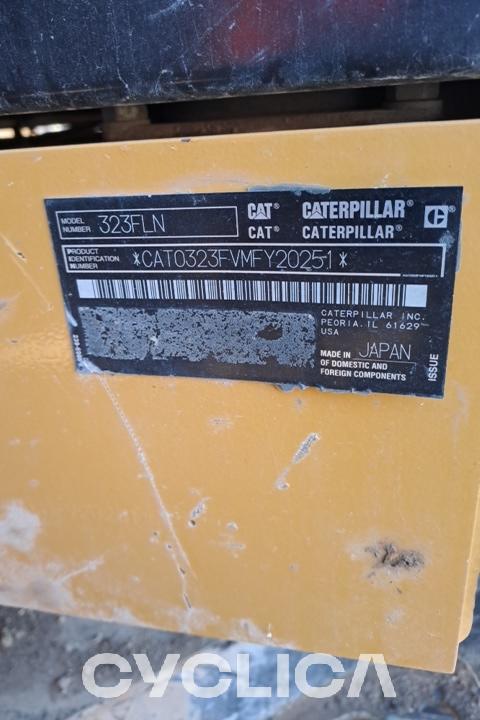 MODEL NUMBER 323FLN
CAT CATERPILLAR C
CAT® CATERPILLAR®
PRODUCT IDENTIFICATION NUMBER *CAT0323FVMFY20251*
CATERPILLAR INC.
PEORIA, IL 61629
USA
MADE IN JAPAN
OF DOMESTIC AND
FOREIGN COMPONENTS
ISSUE
CYCLICA